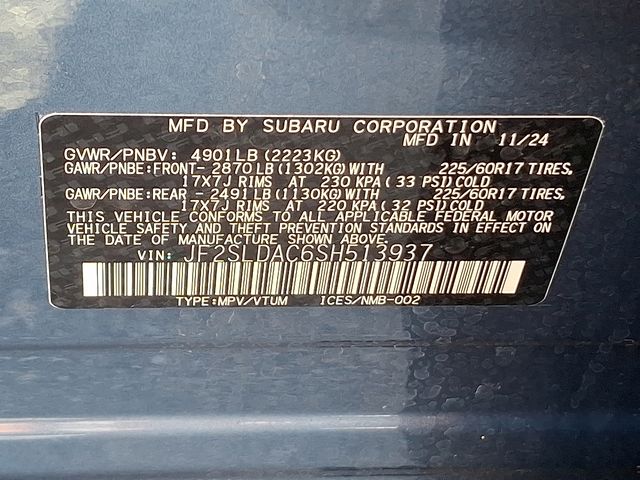 MFD BY SUBARU CORPORATION
MFD IN 11/24
GVWR/PNBV: 4901LB(2223KG)
GAWR/PNBE:FRONT- 2870LB(1302KG)WITH 225/60R17 TIRES,
17X7J RIMS AT 230 KPA(33 PSI)COLD
GAWR/PNBE:REAR -2491LB(1130KG)WITH 225/60R17 TIRES,
17X7J RIMS AT 220 KPA(32 PSI)COLD
THIS VEHICLE CONFORMS TO ALL APPLICABLE FEDERAL MOTOR
VEHICLE SAFETY AND THEFT PREVENTION STANDARDS IN EFFECT ON
THE DATE OF MANUFACTURE SHOWN ABOVE.
VIN: JF2SLDAC6SH513937
TYPE:MPV/VTUM ICES/NMB-002